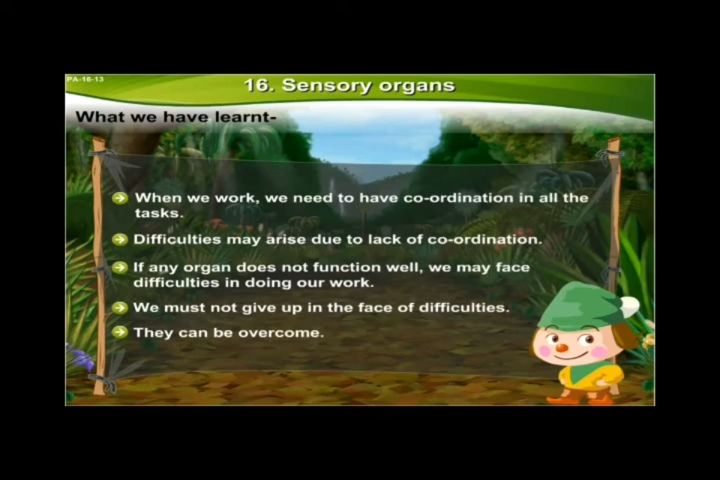 PA-16-13
16. Sensory organs
What we have learnt-
When we work, we need to have co-ordination in all the
tasks.
Difficulties may arise due to lack of co-ordination.
If any organ does not function well, we may face
difficulties in doing our work.
We must not give up in the face of difficulties.
They can be overcome.